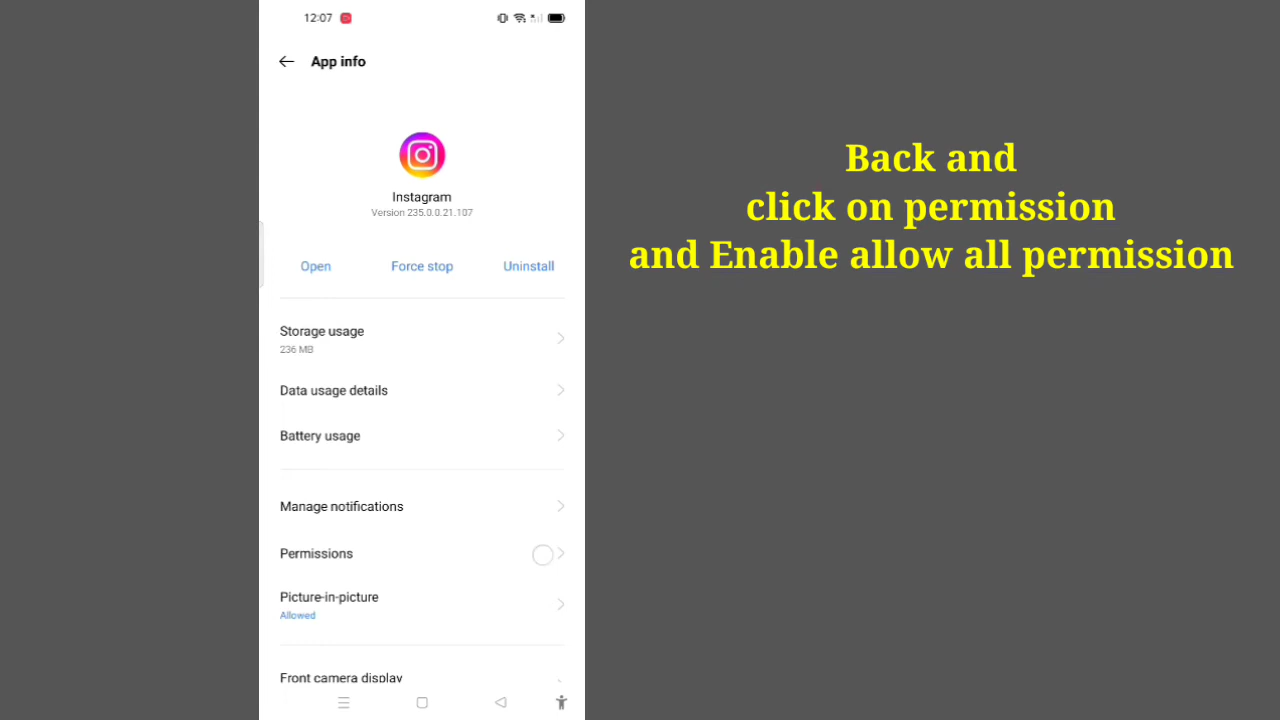 12:07
App info
Instagram
Version 235.0.0.21.107
Open
Force stop
Uninstall
Storage usage
236 MB
Data usage details
Battery usage
Manage notifications
Permissions
Picture-in-picture
Allowed
Front camera display
Back and
click on permission
and Enable allow all permission